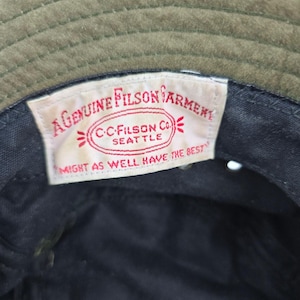 A GENUINE FILSON GARMENT
C·C·FILSON CO.
SEATTLE
"MIGHT AS WELL HAVE THE BEST"